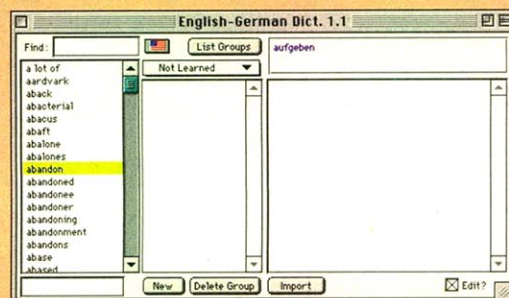 English-German Dict. 1.1
Find:
List Groups
aufgeben
Not Learned
a lot of
aardvark
aback
abacterial
abacus
abaft
abalone
abalones
abandon
abandoned
abandonee
abandoner
abandoning
abandonment
abandons
abase
abased
New
Delete Group
Import
Edit?